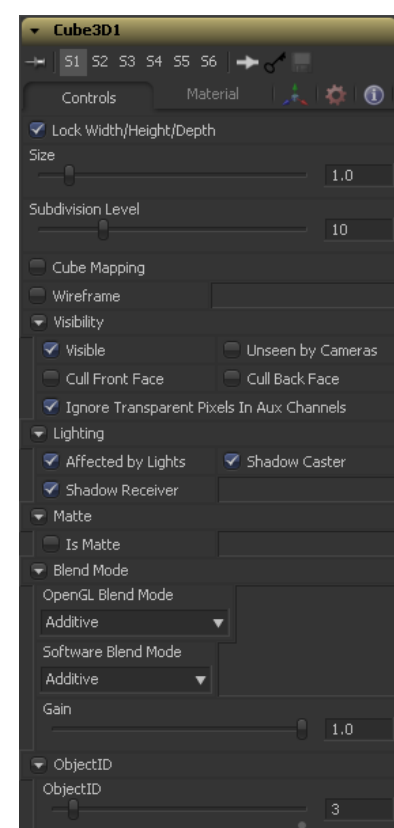 Cube3D1
S1 S2 S3 S4 S5 S6
Controls Material
Lock Width/Height/Depth
Size
1.0
Subdivision Level
10
Cube Mapping
Wireframe
Visibility
Visible Unseen by Cameras
Cull Front Face Cull Back Face
Ignore Transparent Pixels In Aux Channels
Lighting
Affected by Lights Shadow Caster
Shadow Receiver
Matte
Is Matte
Blend Mode
OpenGL Blend Mode
Additive
Software Blend Mode
Additive
Gain
1.0
ObjectID
ObjectID
3